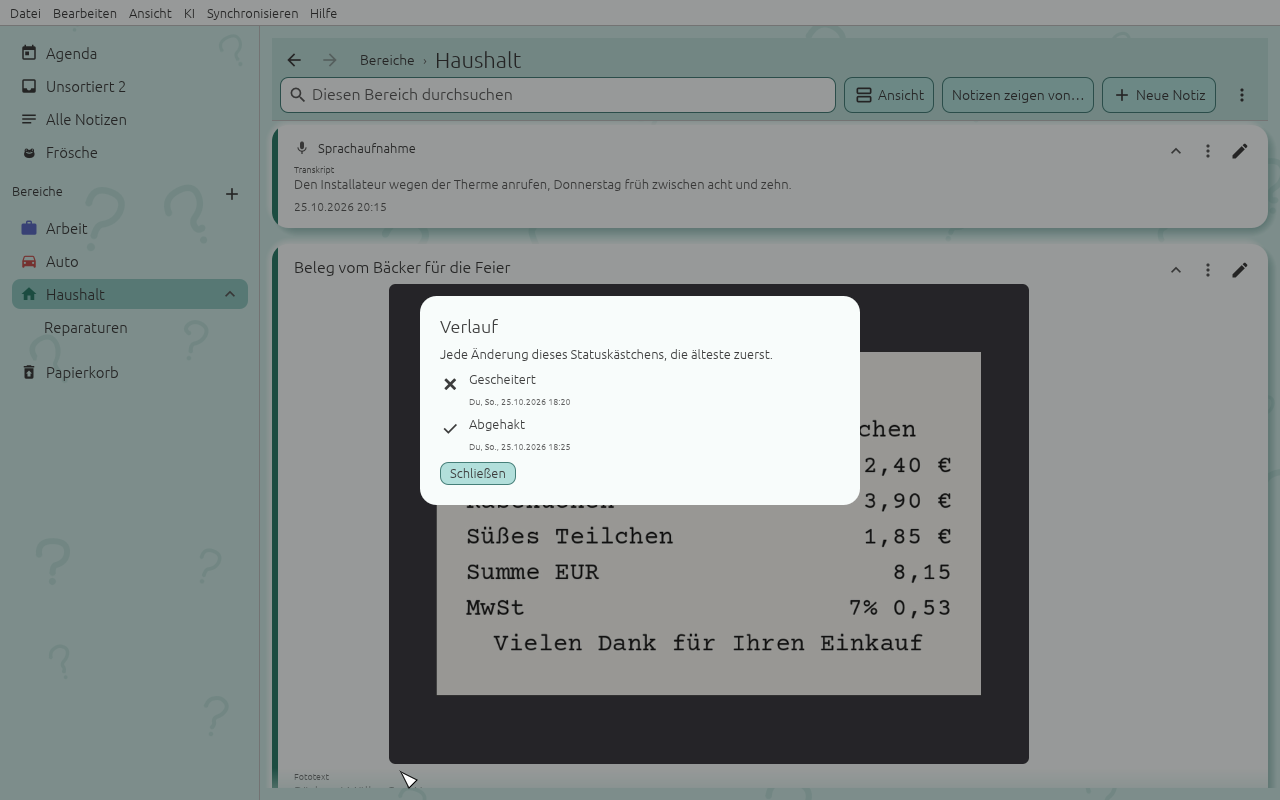 Datei Bearbeiten Ansicht KI Synchronisieren Hilfe
Agenda
Unsortiert 2
Alle Notizen
Frösche
Bereiche
Arbeit
Auto
Haushalt
Reparaturen
Papierkorb
Bereiche › Haushalt
Diesen Bereich durchsuchen
Ansicht
Notizen zeigen von…
Neue Notiz
Sprachaufnahme
Transkript
Den Installateur wegen der Therme anrufen, Donnerstag früh zwischen acht und zehn.
25.10.2026 20:15
Beleg vom Bäcker für die Feier
Verlauf
Jede Änderung dieses Statuskästchens, die älteste zuerst.
Gescheitert
Du, So., 25.10.2026 18:20
Abgehakt
Du, So., 25.10.2026 18:25
Schließen
2,40 €
3,90 €
Süßes Teilchen 1,85 €
Summe EUR 8,15
MwSt 7% 0,53
Vielen Dank für Ihren Einkauf
Fototext